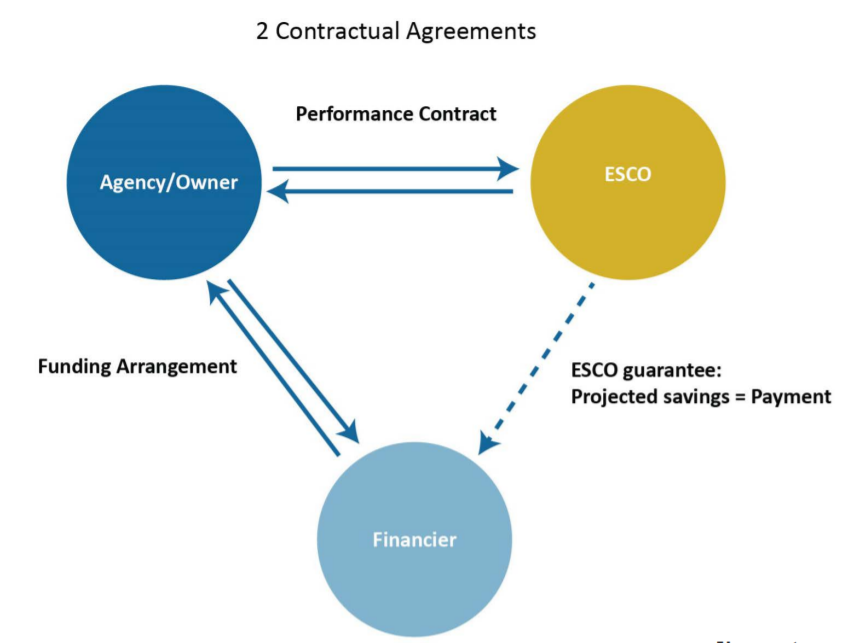 2 Contractual Agreements
Performance Contract
Agency/Owner
ESCO
Funding Arrangement
ESCO guarantee:
Projected savings = Payment
Financier